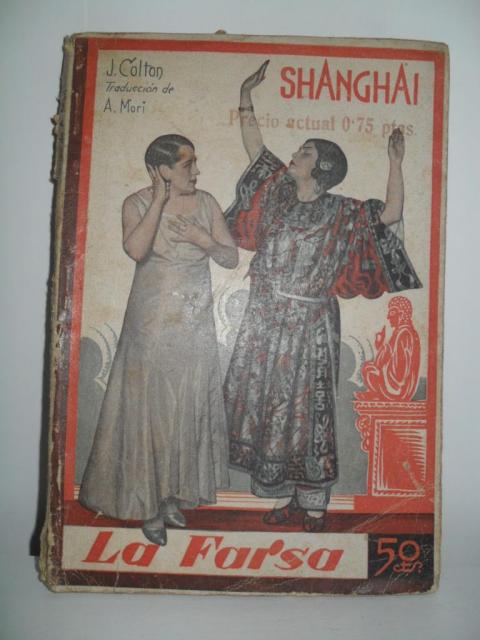 J. Colton
Traducción de
A. Mori
SHANGHAI
Precio actual 0'75 ptas.
La Farsa
50 cts.